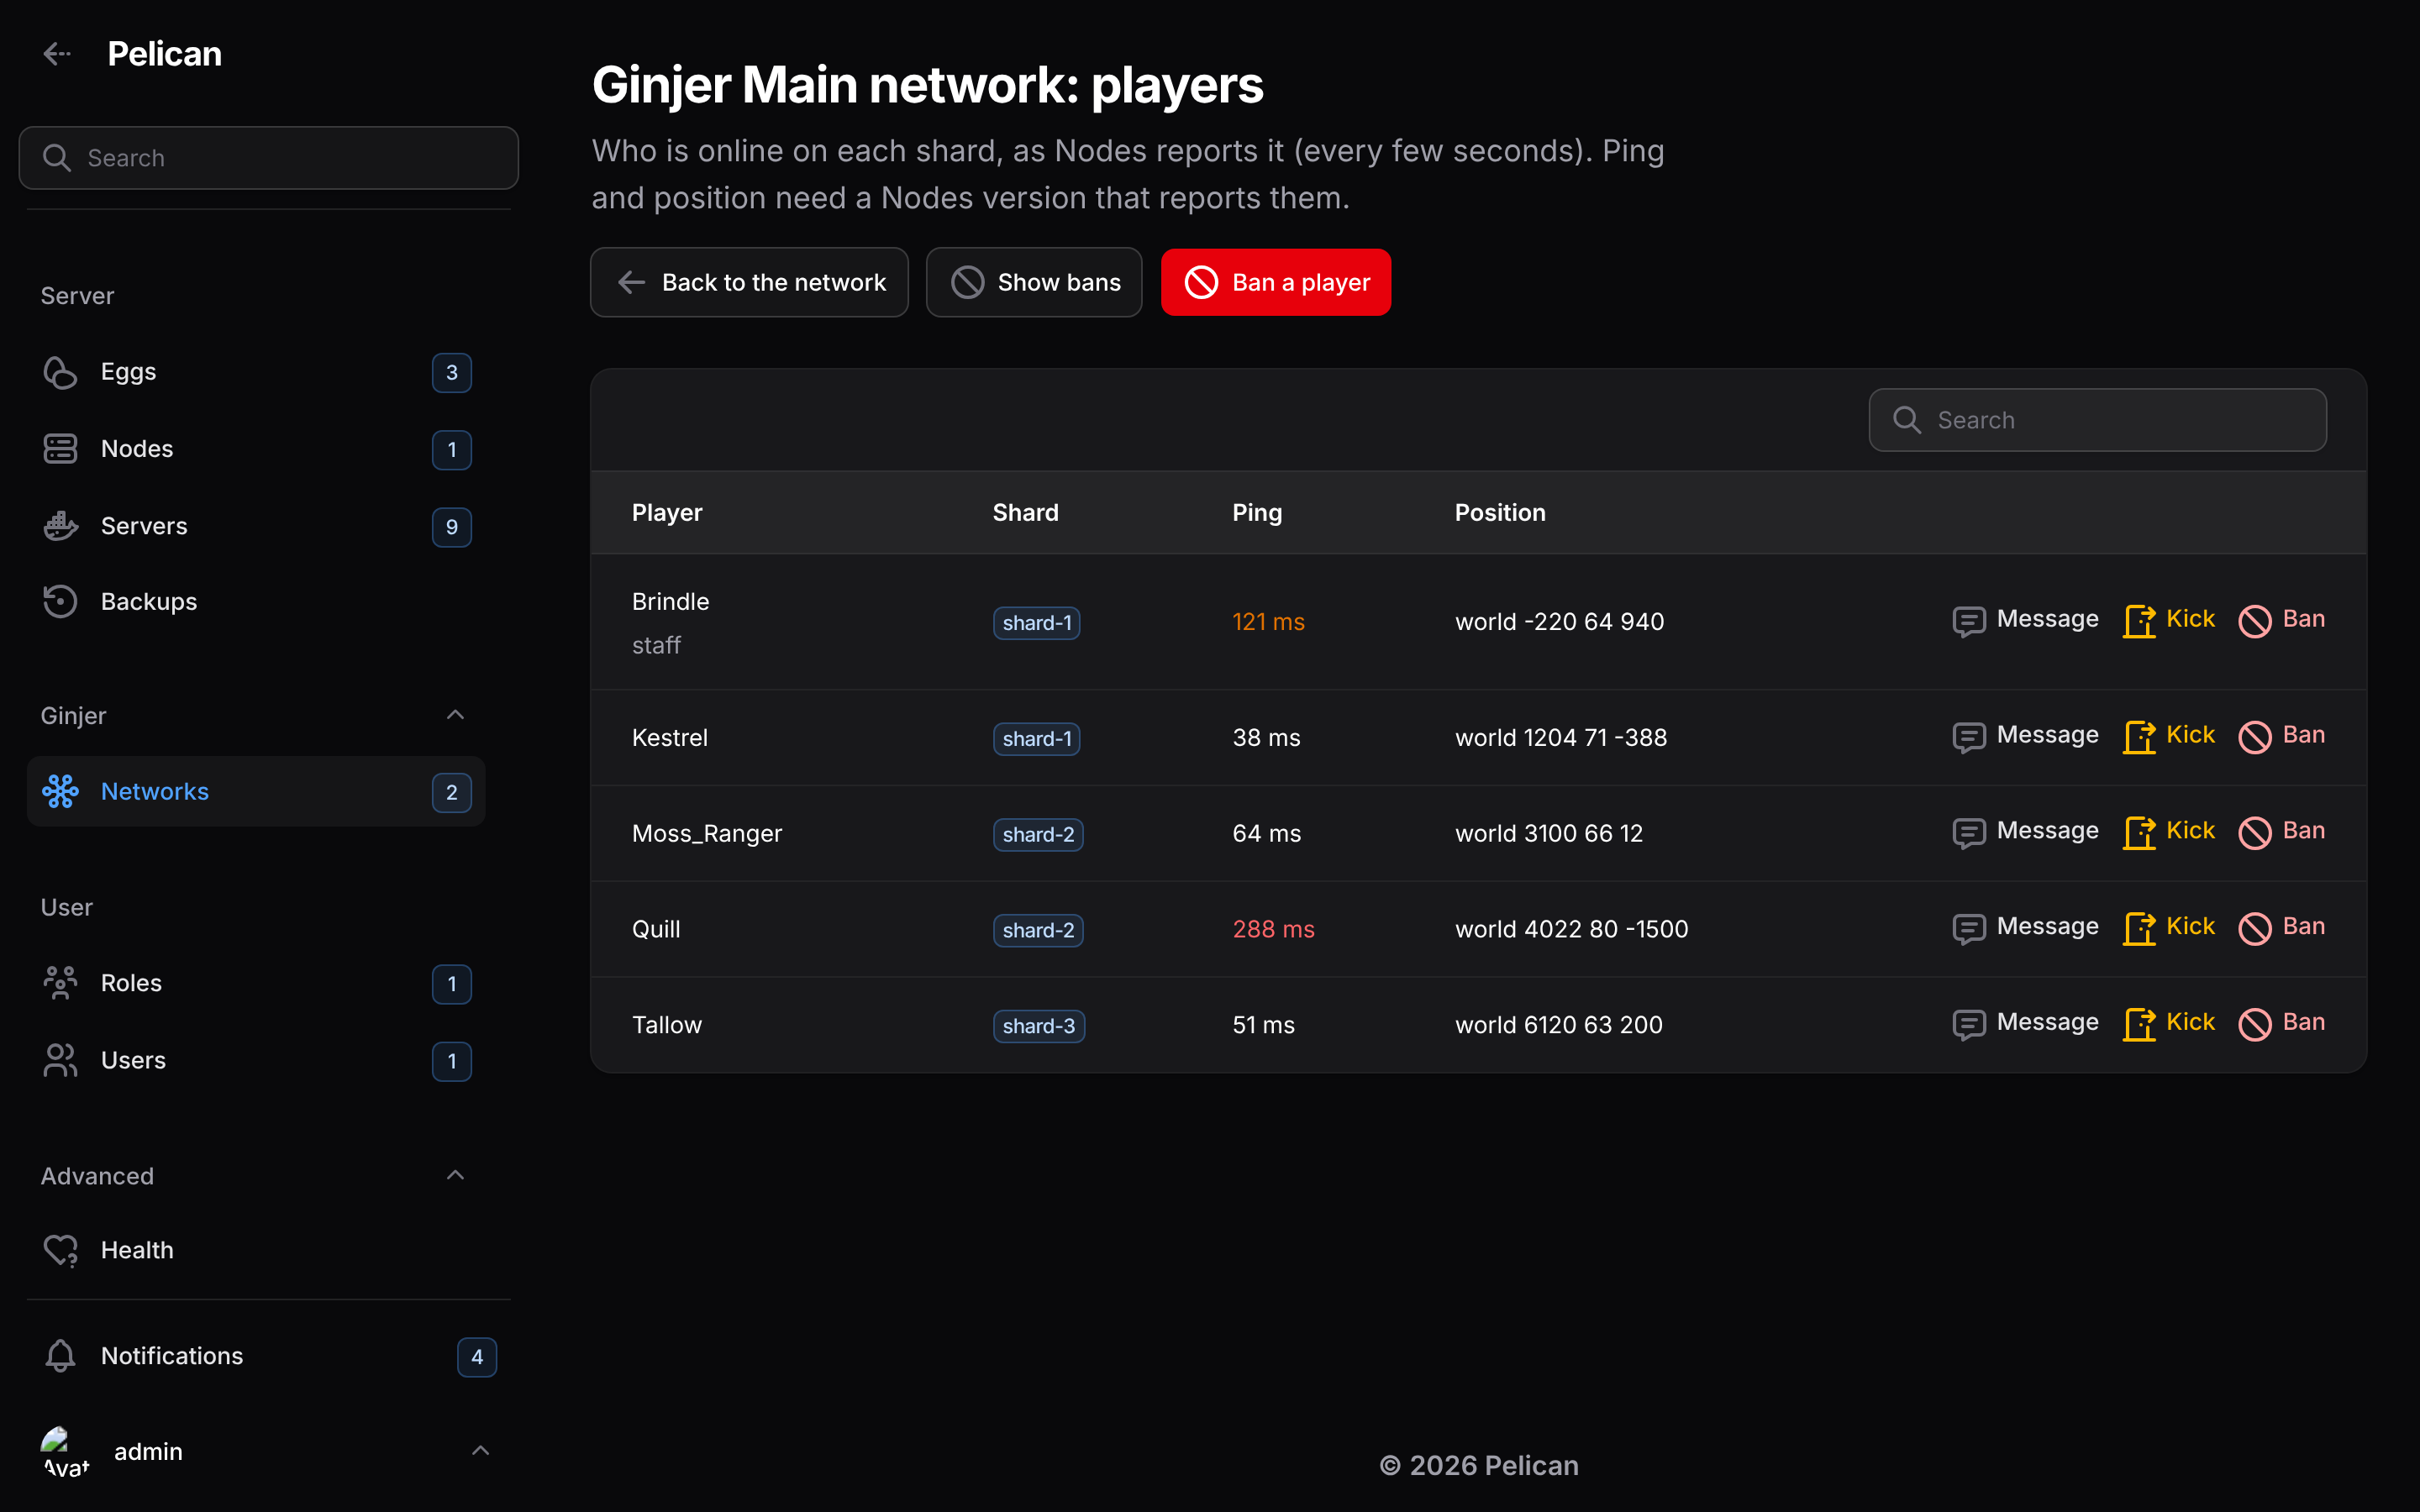 Pelican
Search
Server
Eggs 3
Nodes 1
Servers 9
Backups
Ginjer
Networks 2
User
Roles 1
Users 1
Advanced
Health
Notifications 4
Avat
admin
Ginjer Main network: players
Who is online on each shard, as Nodes reports it (every few seconds). Ping
and position need a Nodes version that reports them.
Back to the network Show bans Ban a player
Search
Player Shard Ping Position
Brindle
staff
shard-1 121 ms world -220 64 940 Message Kick Ban
Kestrel shard-1 38 ms world 1204 71 -388 Message Kick Ban
Moss_Ranger shard-2 64 ms world 3100 66 12 Message Kick Ban
Quill shard-2 288 ms world 4022 80 -1500 Message Kick Ban
Tallow shard-3 51 ms world 6120 63 200 Message Kick Ban
© 2026 Pelican